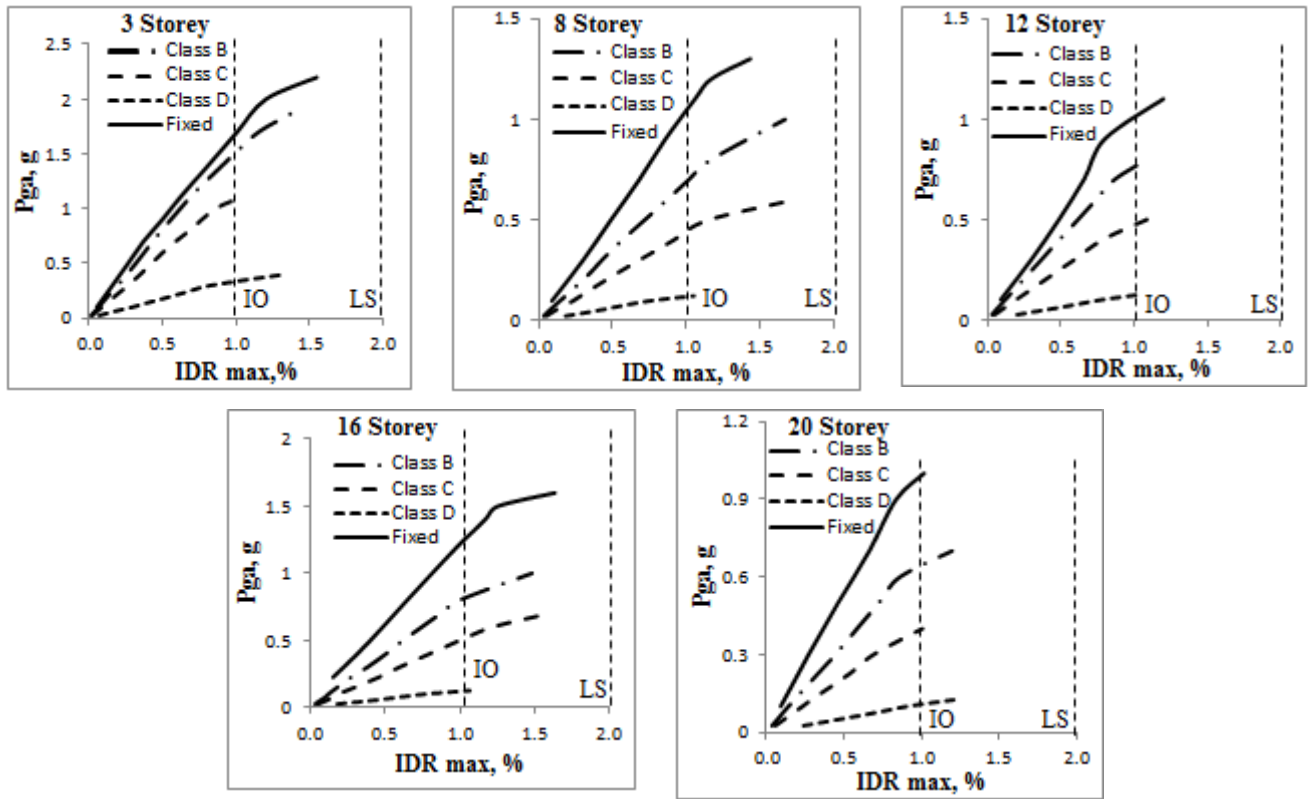 3 Storey
2.5
2
1.5
1
0.5
0
Class B
Class C
Class D
Fixed
Pga, g
IO
LS
0.0 0.5 1.0 1.5 2.0
IDR max,%
8 Storey
1.5
1
0.5
0
Class B
Class C
Class D
Fixed
Pga, g
IO
LS
0.0 0.5 1.0 1.5 2.0
IDR max, %
12 Storey
1.5
1
0.5
0
Class B
Class C
Class D
Fixed
Pga, g
IO
LS
0.0 0.5 1.0 1.5 2.0
IDR max, %
16 Storey
2
1.5
1
0.5
0
Class B
Class C
Class D
Fixed
Pga, g
IO
LS
0.0 0.5 1.0 1.5 2.0
IDR max, %
20 Storey
1.2
0.9
0.6
0.3
0
Class B
Class C
Class D
Fixed
Pga, g
IO
LS
0.0 0.5 1.0 1.5 2.0
IDR max, %